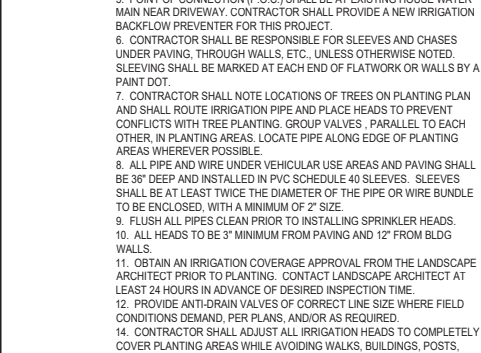 5. POINT OF CONNECTION (P.O.C.) SHALL BE AT EXISTING HOUSE WATER
MAIN NEAR DRIVEWAY. CONTRACTOR SHALL PROVIDE A NEW IRRIGATION
BACKFLOW PREVENTER FOR THIS PROJECT.
6. CONTRACTOR SHALL BE RESPONSIBLE FOR SLEEVES AND CHASES
UNDER PAVING, THROUGH WALLS, ETC., UNLESS OTHERWISE NOTED.
SLEEVING SHALL BE MARKED AT EACH END OF FLATWORK OR WALLS BY A
PAINT DOT.
7. CONTRACTOR SHALL NOTE LOCATIONS OF TREES ON PLANTING PLAN
AND SHALL ROUTE IRRIGATION PIPE AND PLACE HEADS TO PREVENT
CONFLICTS WITH TREE PLANTING. GROUP VALVES , PARALLEL TO EACH
OTHER, IN PLANTING AREAS. LOCATE PIPE ALONG EDGE OF PLANTING
AREAS WHEREVER POSSIBLE.
8. ALL PIPE AND WIRE UNDER VEHICULAR USE AREAS AND PAVING SHALL
BE 36" DEEP AND INSTALLED IN PVC SCHEDULE 40 SLEEVES. SLEEVES
SHALL BE AT LEAST TWICE THE DIAMETER OF THE PIPE OR WIRE BUNDLE
TO BE ENCLOSED, WITH A MINIMUM OF 2" SIZE.
9. FLUSH ALL PIPES CLEAN PRIOR TO INSTALLING SPRINKLER HEADS.
10. ALL HEADS TO BE 3" MINIMUM FROM PAVING AND 12" FROM BLDG
WALLS.
11. OBTAIN AN IRRIGATION COVERAGE APPROVAL FROM THE LANDSCAPE
ARCHITECT PRIOR TO PLANTING. CONTACT LANDSCAPE ARCHITECT AT
LEAST 24 HOURS IN ADVANCE OF DESIRED INSPECTION TIME.
12. PROVIDE ANTI-DRAIN VALVES OF CORRECT LINE SIZE WHERE FIELD
CONDITIONS DEMAND, PER PLANS, AND/OR AS REQUIRED.
14. CONTRACTOR SHALL ADJUST ALL IRRIGATION HEADS TO COMPLETELY
COVER PLANTING AREAS WHILE AVOIDING WALKS, BUILDINGS, POSTS,